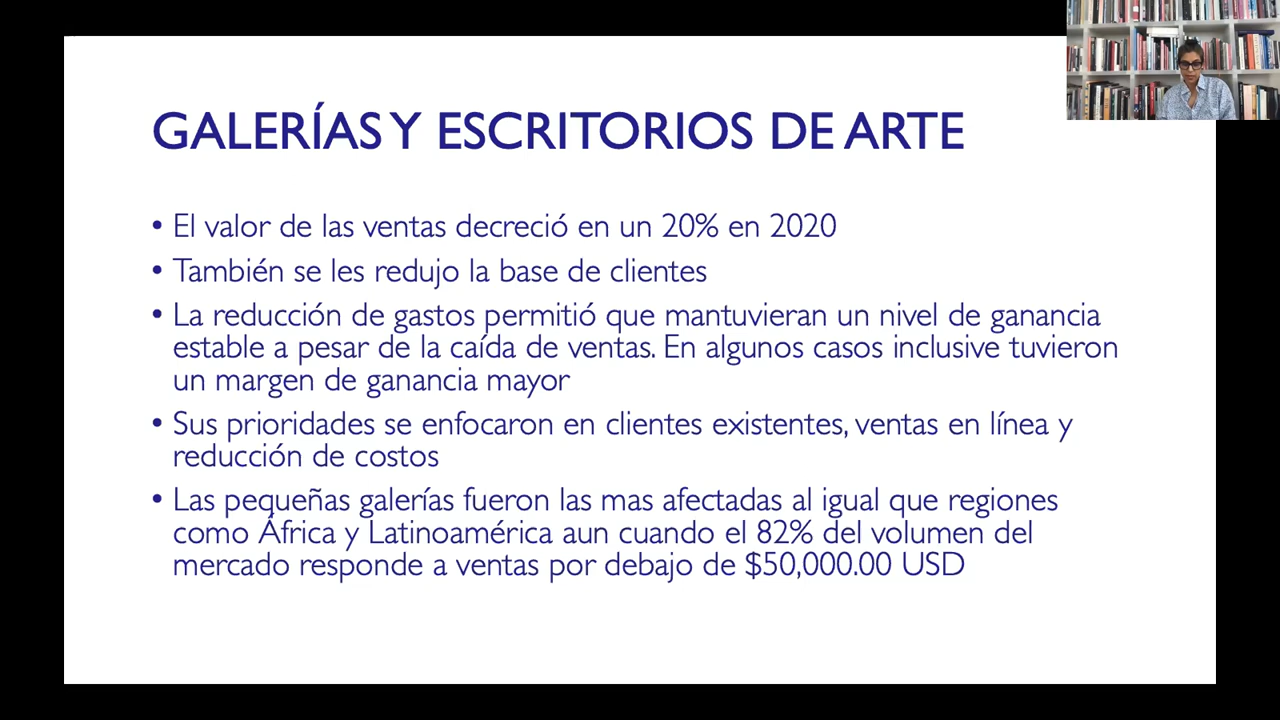 GALERÍAS Y ESCRITORIOS DE ARTE
• El valor de las ventas decreció en un 20% en 2020
• También se les redujo la base de clientes
• La reducción de gastos permitió que mantuvieran un nivel de ganancia
estable a pesar de la caída de ventas. En algunos casos inclusive tuvieron
un margen de ganancia mayor
• Sus prioridades se enfocaron en clientes existentes, ventas en línea y
reducción de costos
• Las pequeñas galerías fueron las mas afectadas al igual que regiones
como África y Latinoamérica aun cuando el 82% del volumen del
mercado responde a ventas por debajo de $50,000.00 USD